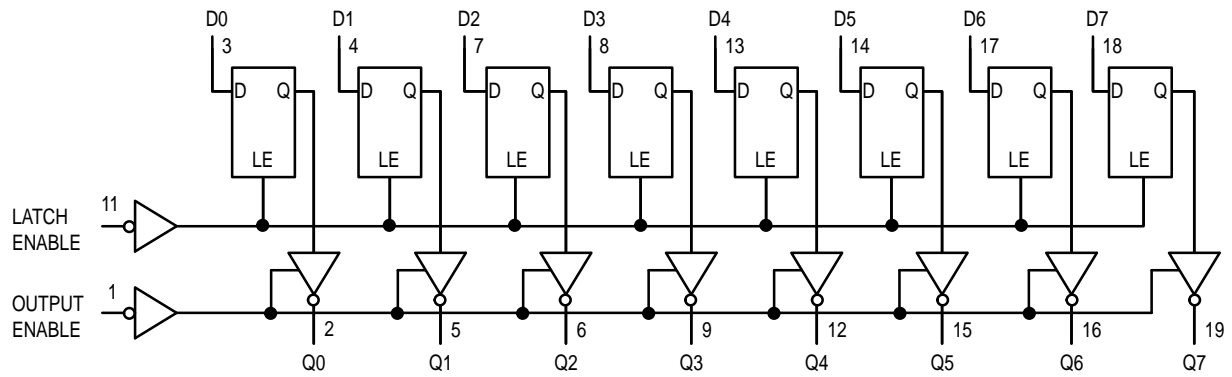 D0 D1 D2 D3 D4 D5 D6 D7
3 4 7 8 13 14 17 18
D Q D Q D Q D Q D Q D Q D Q D Q
LE LE LE LE LE LE LE LE
LATCH
ENABLE
11
OUTPUT
ENABLE
1
2 5 6 9 12 15 16 19
Q0 Q1 Q2 Q3 Q4 Q5 Q6 Q7